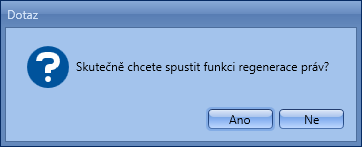 Dotaz
Skutečně chcete spustit funkci regenerace práv?
Ano Ne